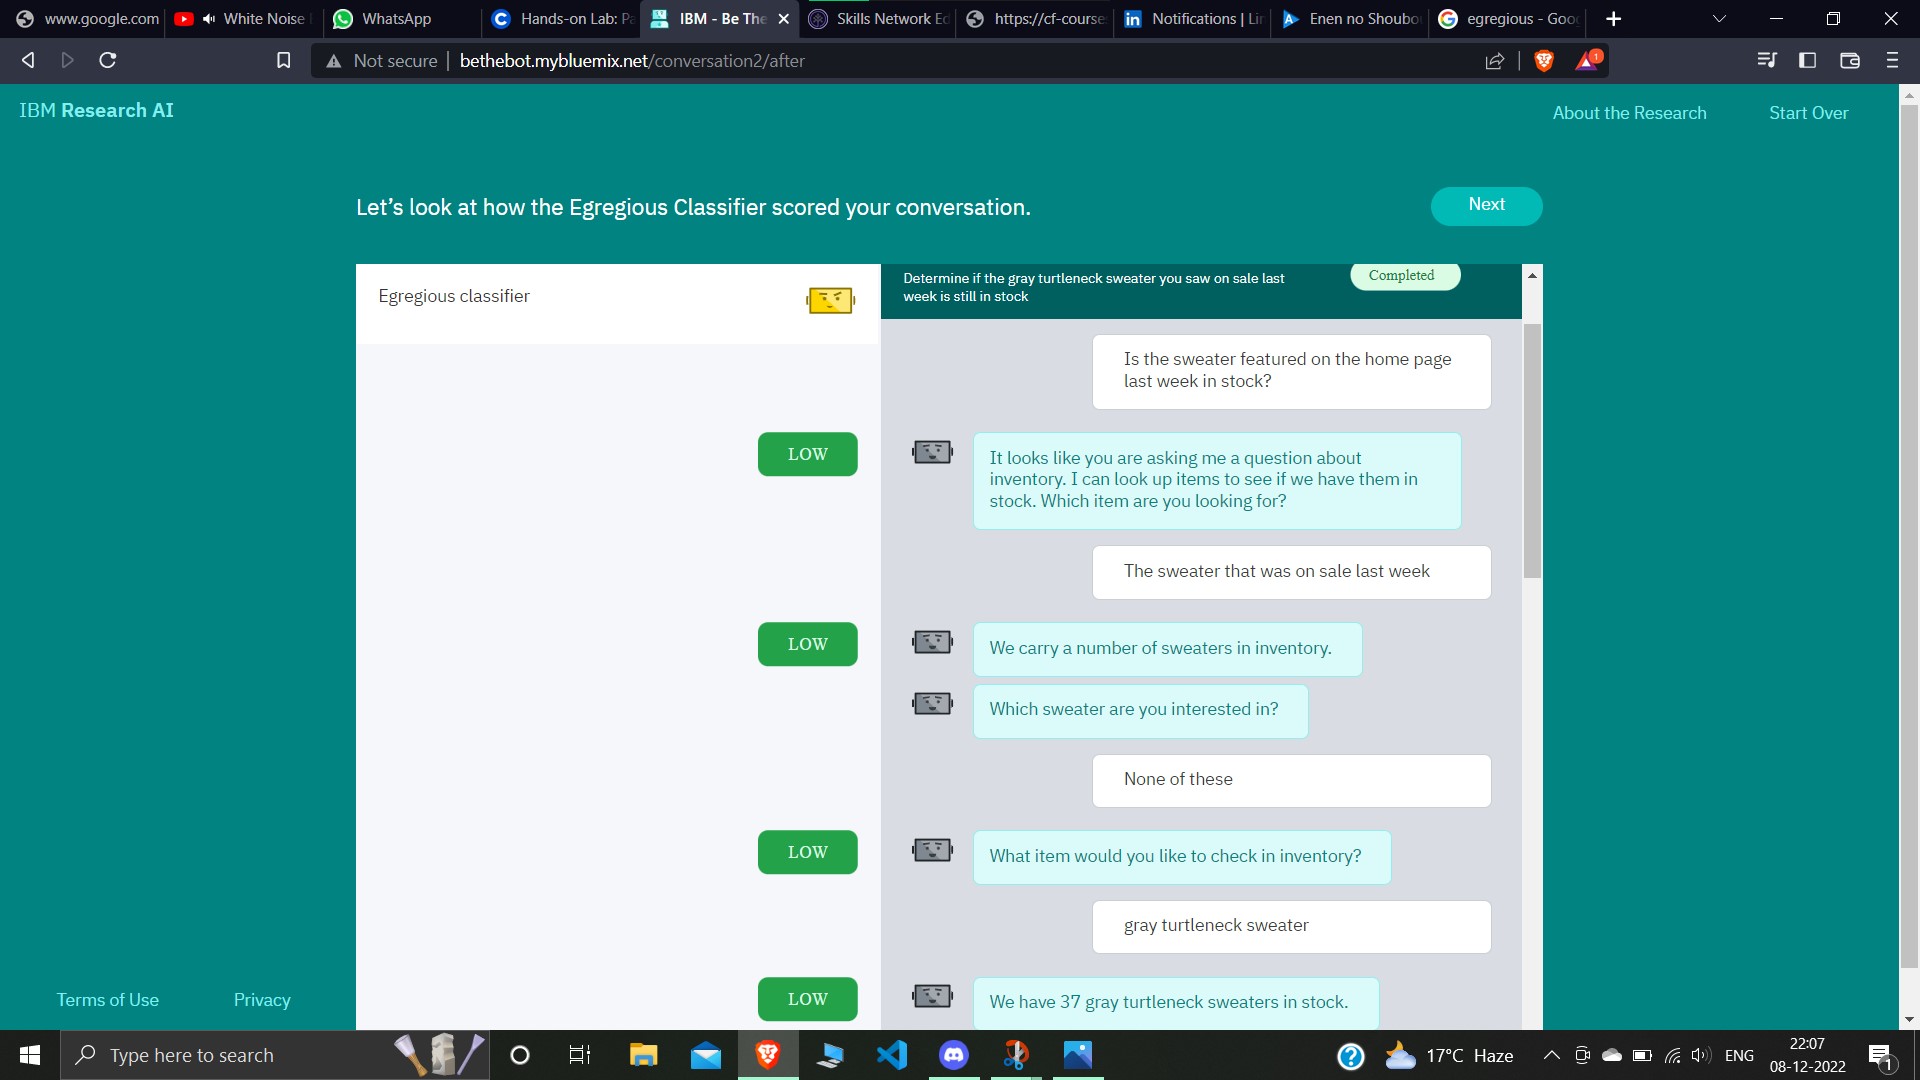 www.google.com
White Noise
WhatsApp
Hands-on Lab: Pa
IBM - Be The
Skills Network Ed
https://cf-course
Notifications | Lin
Enen no Shoubo
egregious - Goog
Not secure
bethebot.mybluemix.net/conversation2/after
1
IBM Research AI
About the Research
Start Over
Let’s look at how the Egregious Classifier scored your conversation.
Next
Egregious classifier
Determine if the gray turtleneck sweater you saw on sale last
week is still in stock
Completed
Is the sweater featured on the home page
last week in stock?
LOW
It looks like you are asking me a question about
inventory. I can look up items to see if we have them in
stock. Which item are you looking for?
The sweater that was on sale last week
LOW
We carry a number of sweaters in inventory.
Which sweater are you interested in?
None of these
LOW
What item would you like to check in inventory?
gray turtleneck sweater
LOW
We have 37 gray turtleneck sweaters in stock.
Terms of Use
Privacy
Type here to search
17°C Haze
ENG
22:07
08-12-2022
1